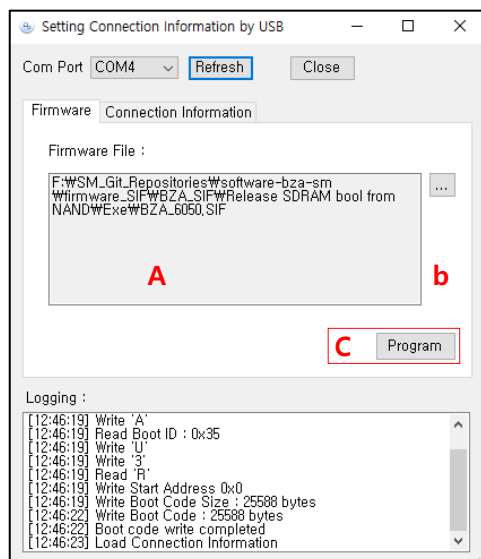 Setting Connection Information by USB
Com Port COM4 Refresh Close
Firmware Connection Information
Firmware File :
F:₩SM_Git_Repositories₩software-bza-sm
₩firmware_SIF₩BZA_SIF₩Release SDRAM bool from
NAND₩Exe₩BZA_6050.SIF
...
A b
C Program
Logging :
[12:46:19] Write 'A'
[12:46:19] Read Boot ID : 0x35
[12:46:19] Write 'U'
[12:46:19] Write '3'
[12:46:19] Read 'R'
[12:46:19] Write Start Address 0x0
[12:46:19] Write Boot Code Size : 25588 bytes
[12:46:22] Write Boot Code : 25588 bytes
[12:46:22] Boot code write completed
[12:46:23] Load Connection Information